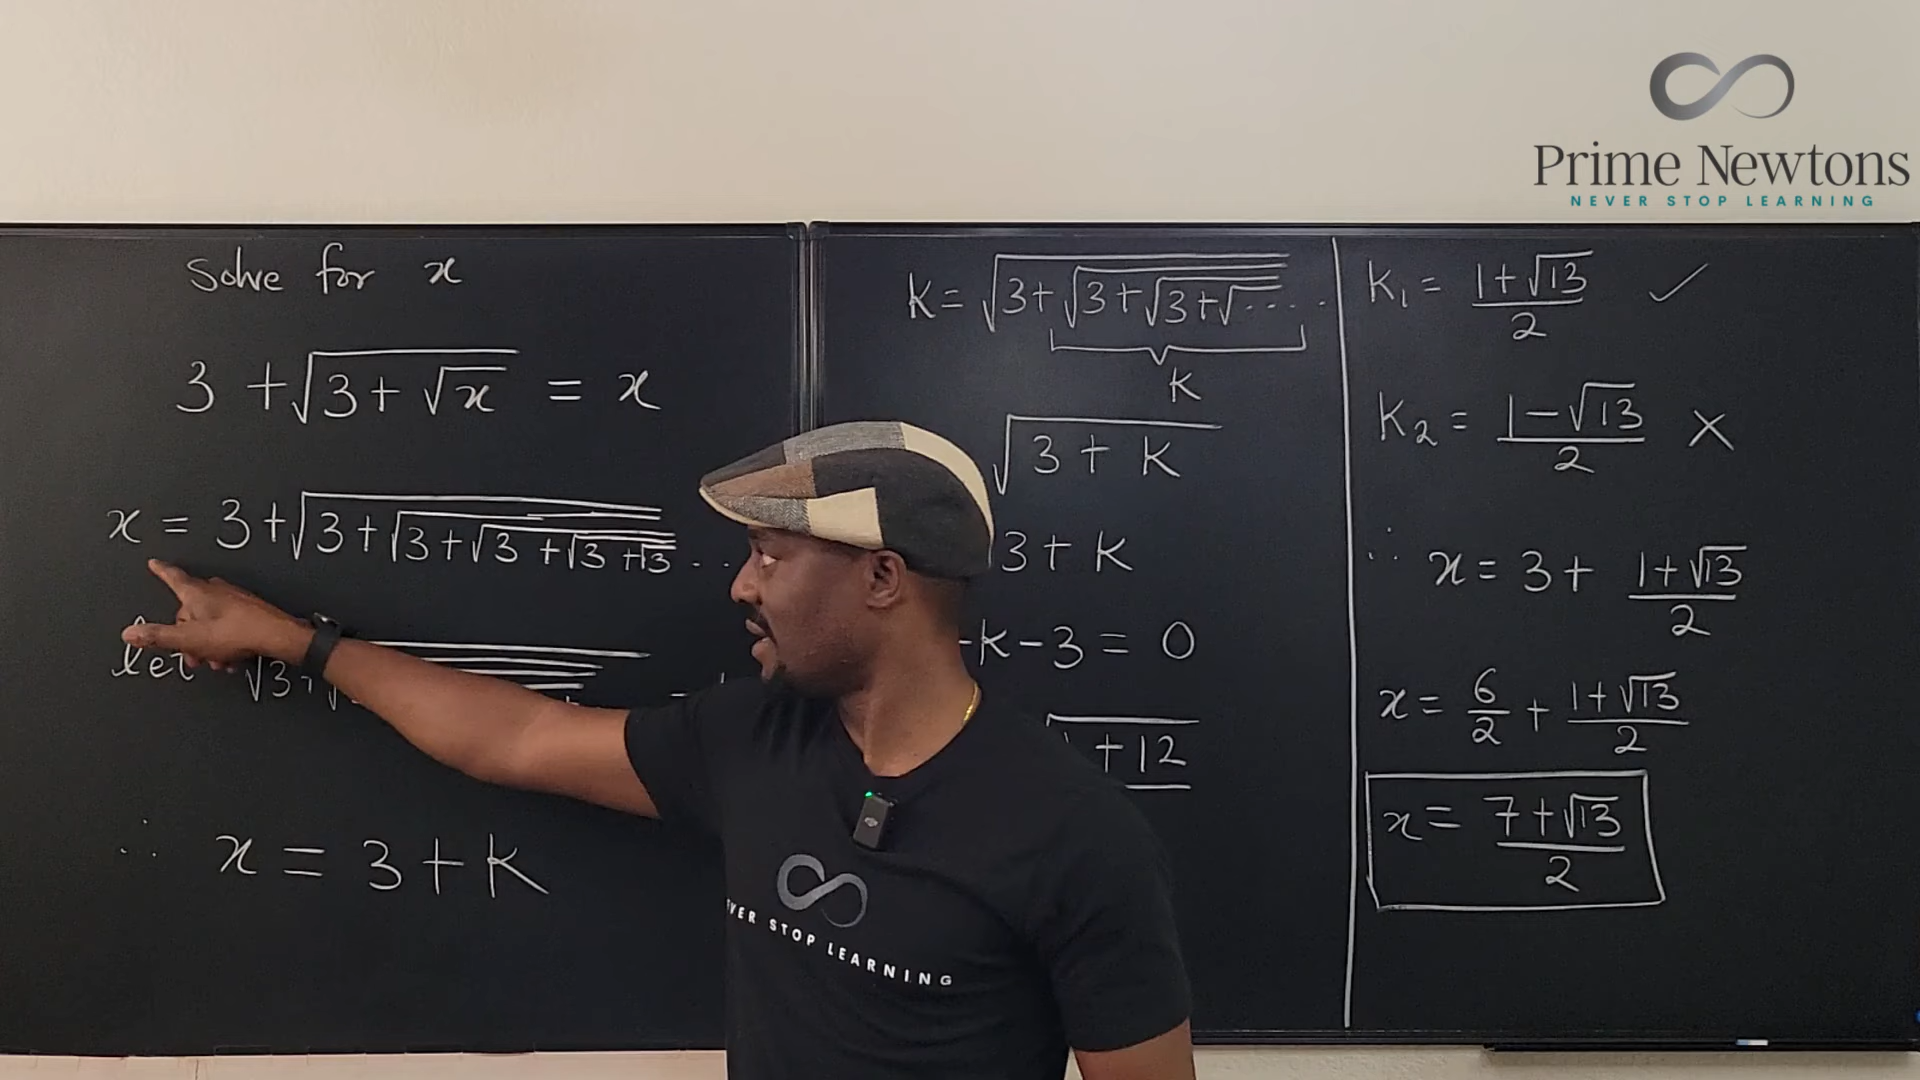 Prime Newtons
NEVER STOP LEARNING
Solve for x
3 + √(3 + √x) = x
x = 3 + √(3 + √(3 + √(3 + √(3 + √3 ...
let √3 + √
∴ x = 3 + K
K = √(3 + √(3 + √(3 + √.....
K
√(3 + K)
3 + K
-K - 3 = 0
+ 12
K₁ = (1 + √13)/2 ✓
K₂ = (1 - √13)/2 ×
∴ x = 3 + (1 + √13)/2
x = 6/2 + (1 + √13)/2
x = (7 + √13)/2
VER STOP LEARNING